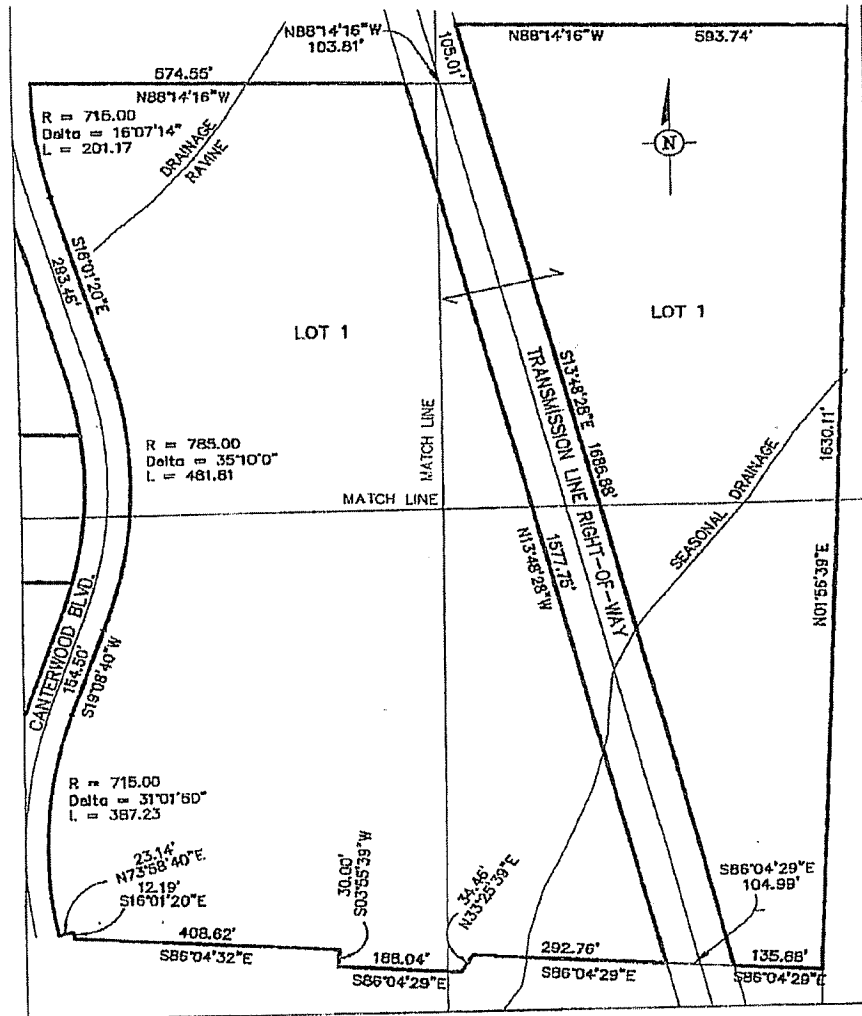 N88°14'16"W
103.81'
105.01'
N88°14'16"W
593.74'
574.55'
N88°14'16"W
R = 715.00
Delta = 16°07'14"
L = 201.17
DRAINAGE
RAVINE
N
S16°01'20"E
293.46'
LOT 1
LOT 1
TRANSMISSION LINE RIGHT-OF-WAY
S13°48'28"E 1686.88'
R = 785.00
Delta = 35°10'0"
L = 481.81
MATCH LINE
MATCH LINE
SEASONAL DRAINAGE
1630.11'
N01°56'39"E
1577.75'
N13°48'28"W
CANTERWOOD BLVD.
154.50'
S19°08'40"W
R = 715.00
Delta = 31°01'50"
L = 387.23
23.14'
N73°58'40"E
12.19'
S16°01'20"E
30.00'
S03°55'39"W
34.46'
N33°25'39"E
S86°04'29"E
104.99'
408.62'
S86°04'32"E
188.04'
S86°04'29"E
292.76'
S86°04'29"E
135.88'
S86°04'29"E